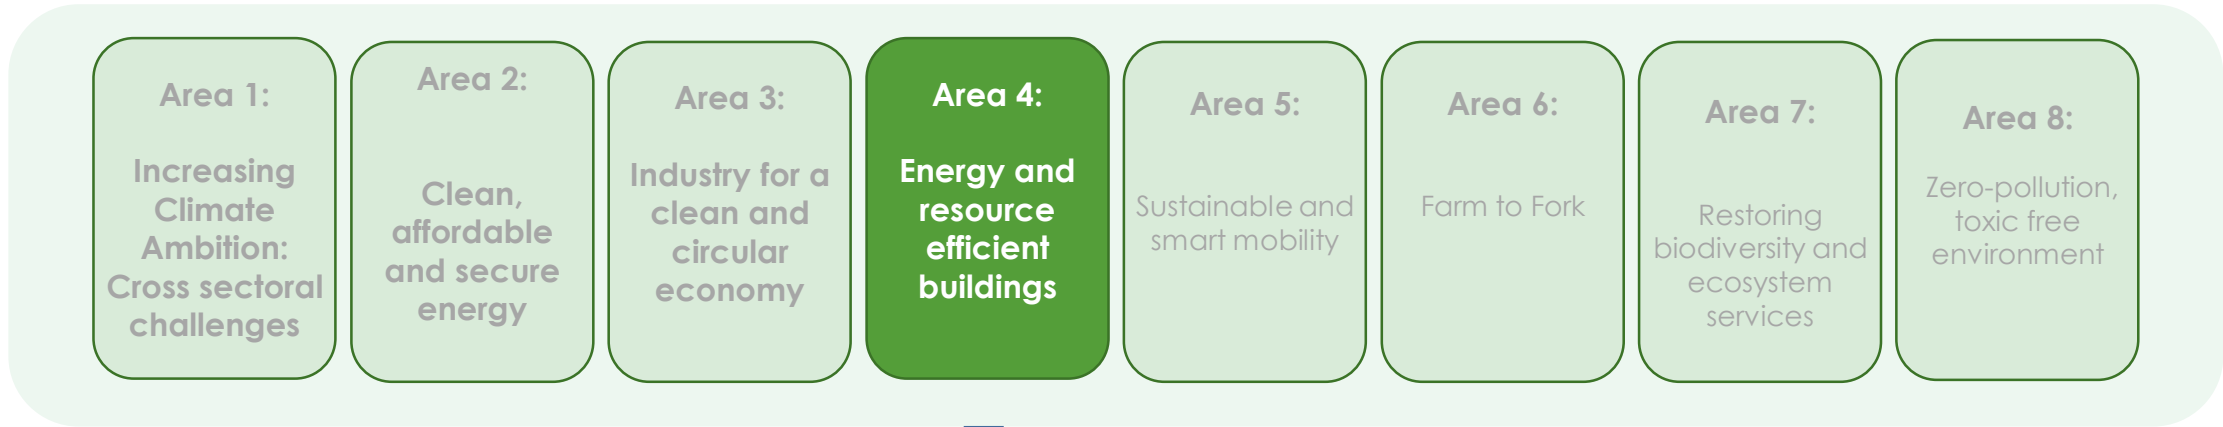 Area 1:
Increasing
Climate
Ambition:
Cross sectoral
challenges
Area 2:
Clean,
affordable
and secure
energy
Area 3:
Industry for a
clean and
circular
economy
Area 4:
Energy and
resource
efficient
buildings
Area 5:
Sustainable and
smart mobility
Area 6:
Farm to Fork
Area 7:
Restoring
biodiversity and
ecosystem
services
Area 8:
Zero-pollution,
toxic free
environment